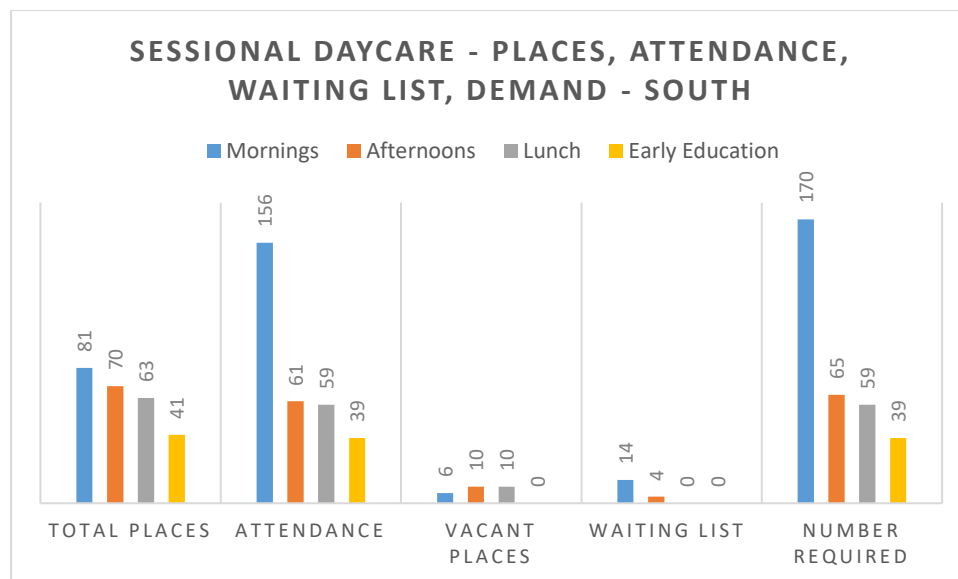 SESSIONAL DAYCARE - PLACES, ATTENDANCE,
WAITING LIST, DEMAND - SOUTH
Mornings Afternoons Lunch Early Education
81 70 63 41
156 61 59 39
6 10 10 0
14 4 0 0
170 65 59 39
TOTAL PLACES ATTENDANCE VACANT WAITING LIST NUMBER
PLACES REQUIRED